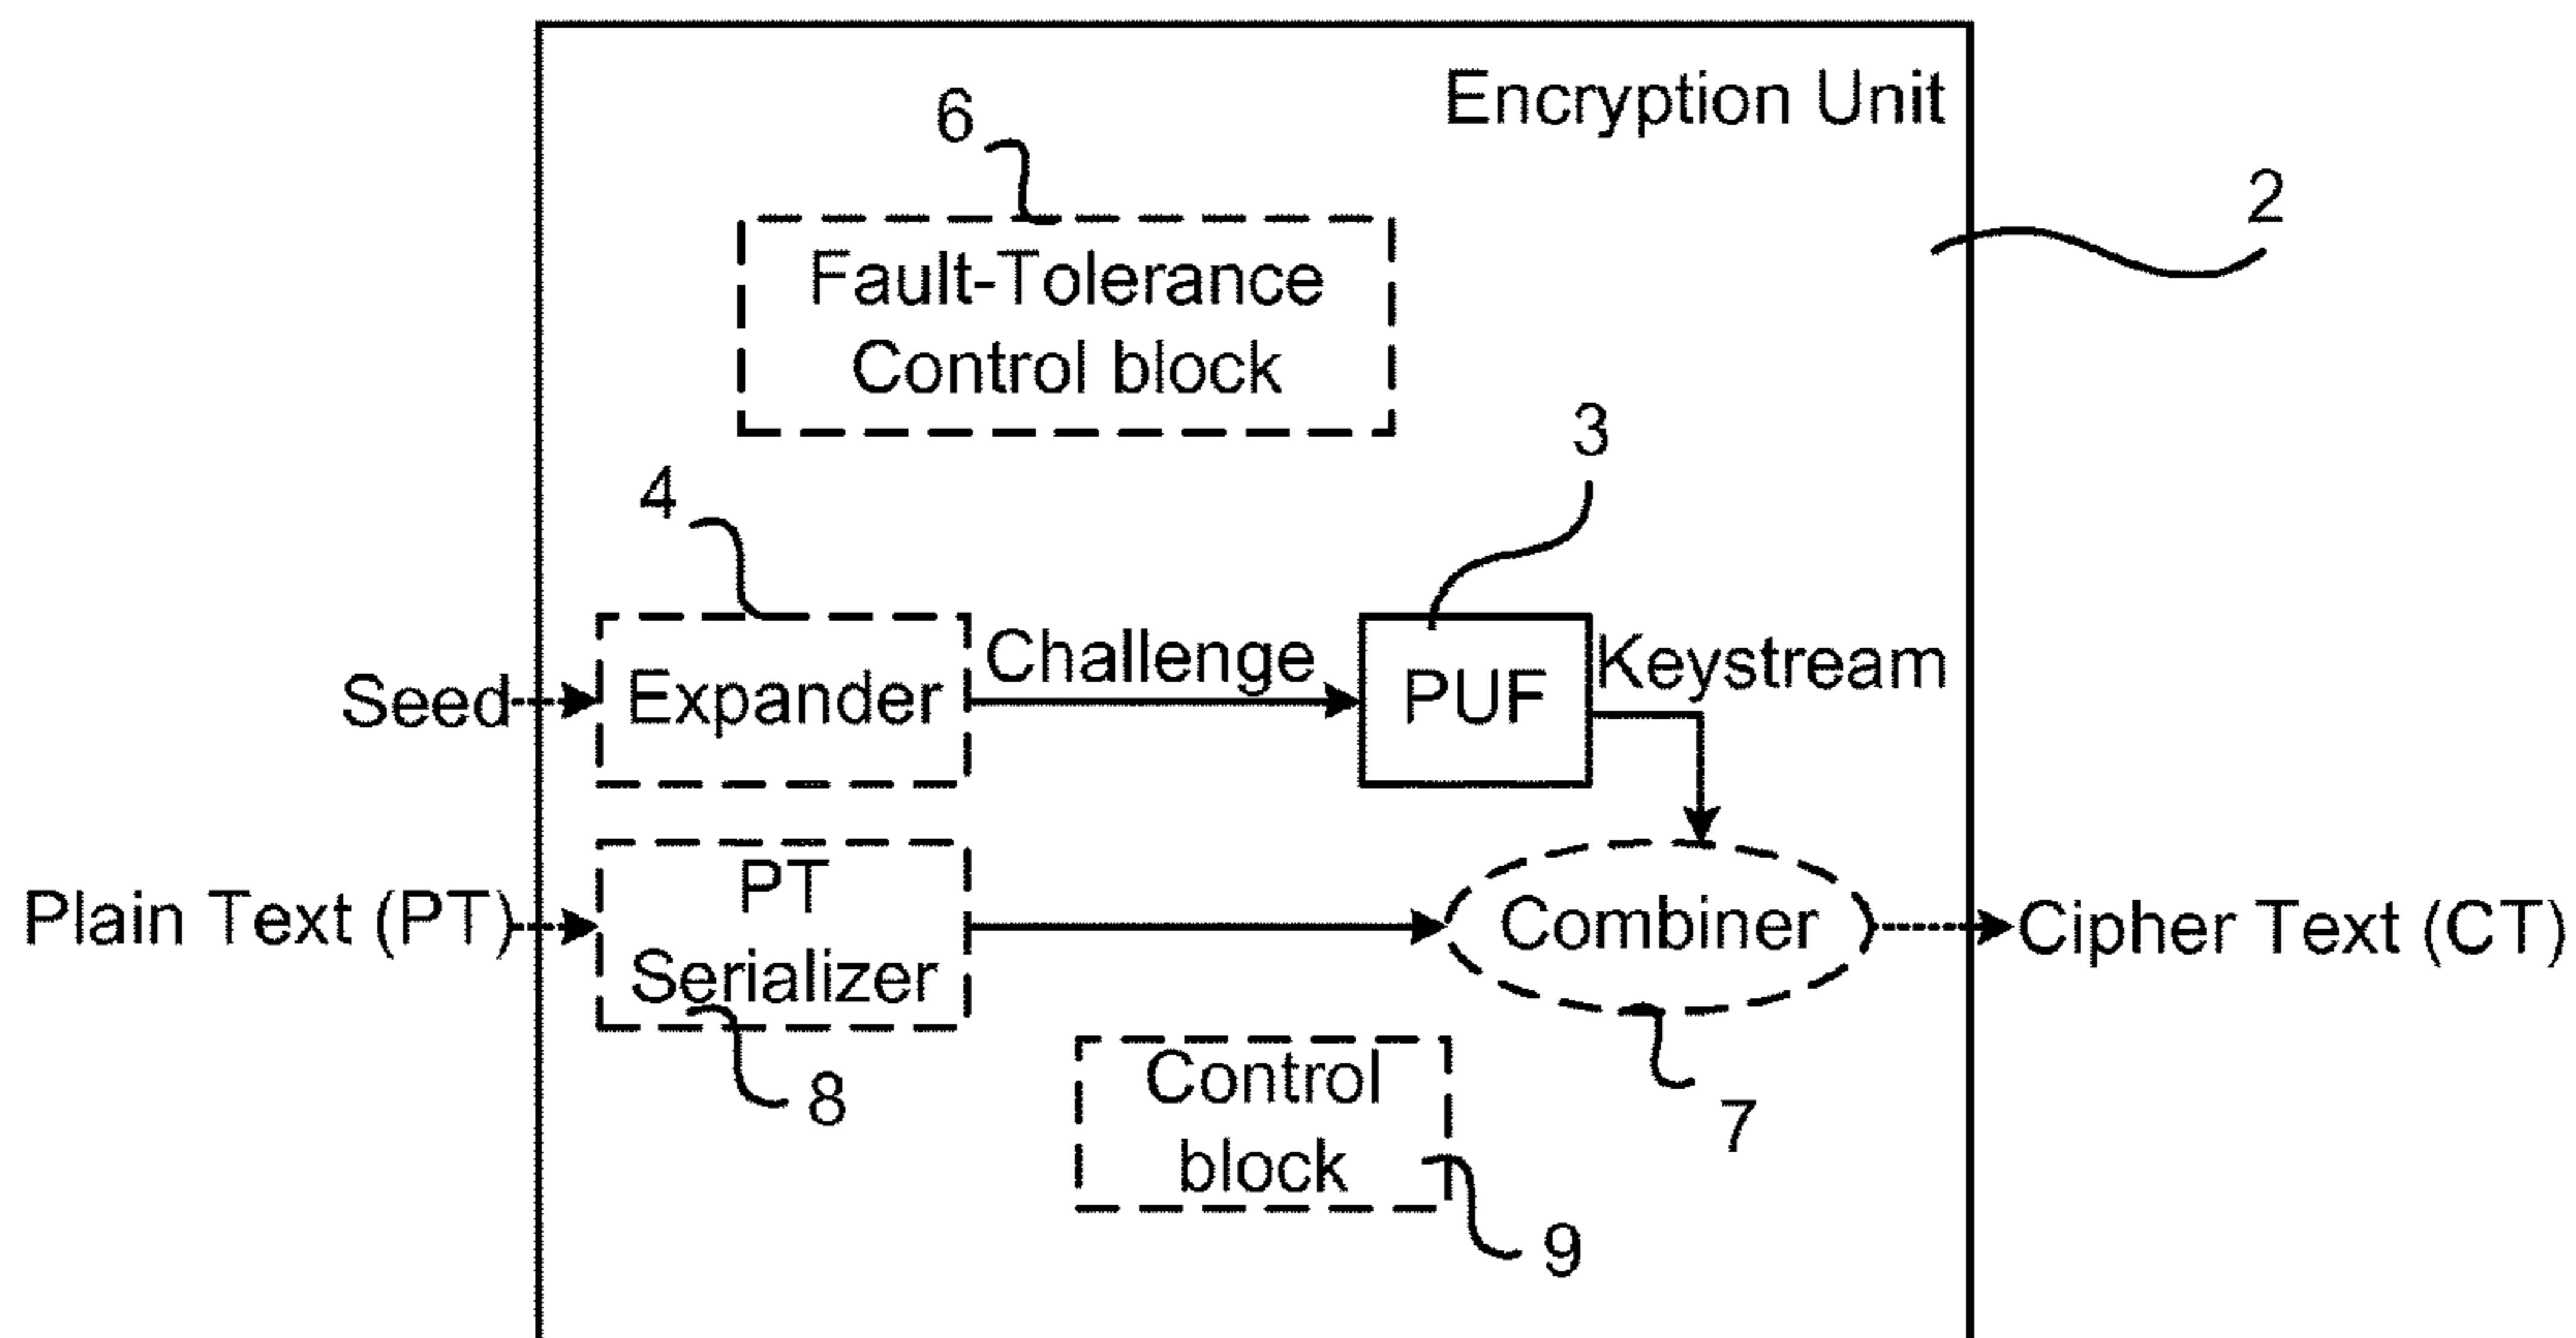 Encryption Unit
6
2
Fault-Tolerance
Control block
3
4
Challenge
Keystream
Seed
Expander
PUF
PT
Plain Text (PT)
Serializer
Combiner
Cipher Text (CT)
8
Control
block
7
9